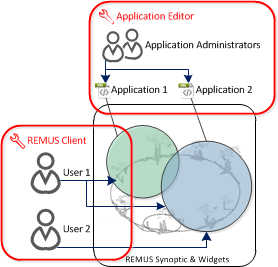 Application Editor
Application Administrators
Application 1
Application 2
REMUS Client
User 1
User 2
REMUS Synoptic & Widgets